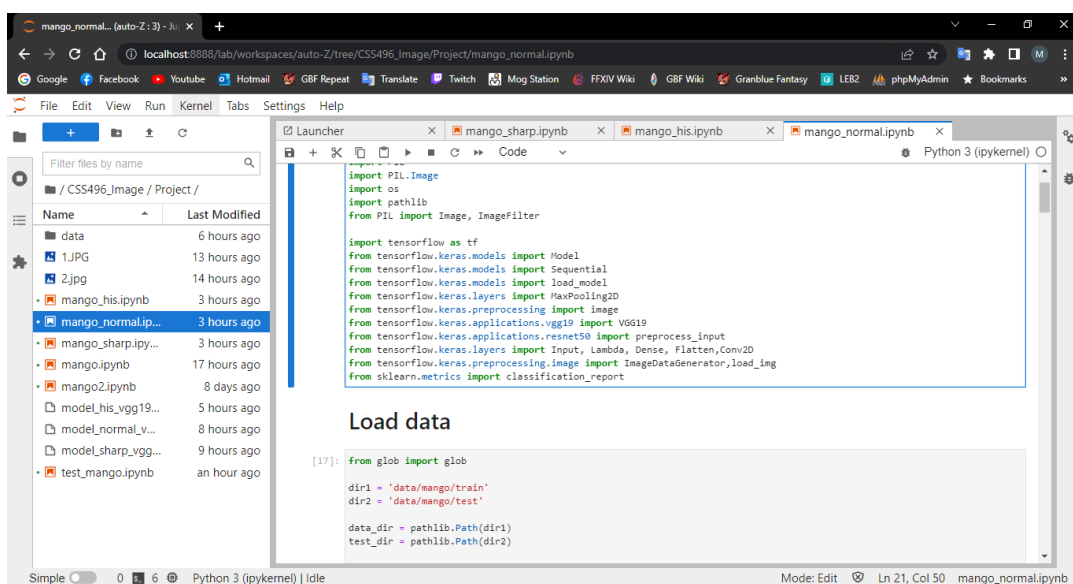 mango_normal... (auto-Z : 3) - Ju
localhost:8888/lab/workspaces/auto-Z/tree/CSS496_Image/Project/mango_normal.ipynb
M
Google Facebook Youtube Hotmail GBF Repeat Translate Twitch Mog Station FFXIV Wiki GBF Wiki Granblue Fantasy LEB2 phpMyAdmin Bookmarks »
File Edit View Run Kernel Tabs Settings Help
Launcher mango_sharp.ipynb mango_his.ipynb mango_normal.ipynb
Code Python 3 (ipykernel)
Filter files by name
/ CSS496_Image / Project /
Name Last Modified
data 6 hours ago
1.JPG 13 hours ago
2.jpg 14 hours ago
mango_his.ipynb 3 hours ago
mango_normal.ip... 3 hours ago
mango_sharp.ipy... 3 hours ago
mango.ipynb 17 hours ago
mango2.ipynb 8 days ago
model_his_vgg19... 5 hours ago
model_normal_v... 8 hours ago
model_sharp_vgg... 9 hours ago
test_mango.ipynb an hour ago
import PIL.Image
import os
import pathlib
from PIL import Image, ImageFilter
import tensorflow as tf
from tensorflow.keras.models import Model
from tensorflow.keras.models import Sequential
from tensorflow.keras.models import load_model
from tensorflow.keras.layers import MaxPooling2D
from tensorflow.keras.preprocessing import image
from tensorflow.keras.applications.vgg19 import VGG19
from tensorflow.keras.applications.resnet50 import preprocess_input
from tensorflow.keras.layers import Input, Lambda, Dense, Flatten,Conv2D
from tensorflow.keras.preprocessing.image import ImageDataGenerator,load_img
from sklearn.metrics import classification_report
Load data
[17]: from glob import glob
dir1 = 'data/mango/train'
dir2 = 'data/mango/test'
data_dir = pathlib.Path(dir1)
test_dir = pathlib.Path(dir2)
Simple 0 6 Python 3 (ipykernel) | Idle Mode: Edit Ln 21, Col 50 mango_normal.ipynb